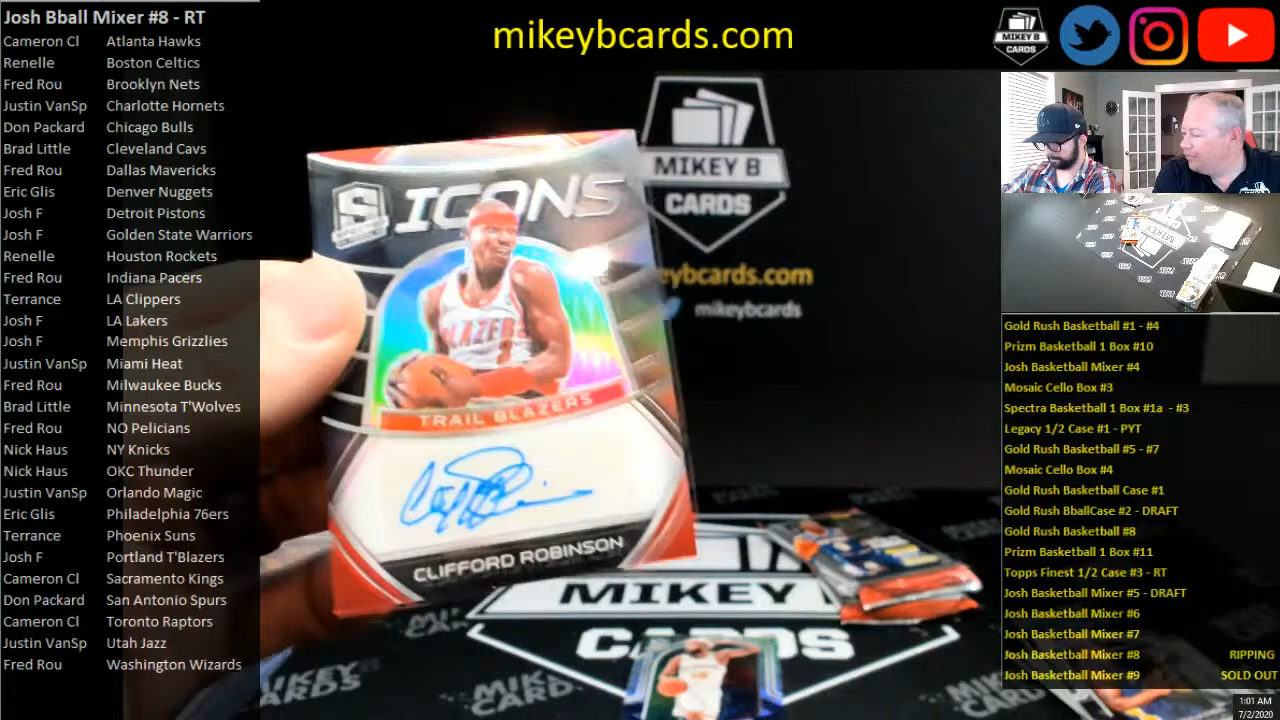 Josh Bball Mixer #8 - RT
Cameron Cl Atlanta Hawks
Renelle Boston Celtics
Fred Rou Brooklyn Nets
Justin VanSp Charlotte Hornets
Don Packard Chicago Bulls
Brad Little Cleveland Cavs
Fred Rou Dallas Mavericks
Eric Glis Denver Nuggets
Josh F Detroit Pistons
Josh F Golden State Warriors
Renelle Houston Rockets
Fred Rou Indiana Pacers
Terrance LA Clippers
Josh F LA Lakers
Josh F Memphis Grizzlies
Justin VanSp Miami Heat
Fred Rou Milwaukee Bucks
Brad Little Minnesota T'Wolves
Fred Rou NO Pelicians
Nick Haus NY Knicks
Nick Haus OKC Thunder
Justin VanSp Orlando Magic
Eric Glis Philadelphia 76ers
Terrance Phoenix Suns
Josh F Portland T'Blazers
Cameron Cl Sacramento Kings
Don Packard San Antonio Spurs
Cameron Cl Toronto Raptors
Justin VanSp Utah Jazz
Fred Rou Washington Wizards
mikeybcards.com
MIKEY B
CARDS
MIKEY B
CARDS
eybcards.com
mikeybcards
S ICONS
BLAZERS
TRAIL BLAZERS
CLIFFORD ROBINSON
MIKEY
CARDS
Gold Rush Basketball #1 - #4
Prizm Basketball 1 Box #10
Josh Basketball Mixer #4
Mosaic Cello Box #3
Spectra Basketball 1 Box #1a - #3
Legacy 1/2 Case #1 - PYT
Gold Rush Basketball #5 - #7
Mosaic Cello Box #4
Gold Rush Basketball Case #1
Gold Rush BballCase #2 - DRAFT
Gold Rush Basketball #8
Prizm Basketball 1 Box #11
Topps Finest 1/2 Case #3 - RT
Josh Basketball Mixer #5 - DRAFT
Josh Basketball Mixer #6
Josh Basketball Mixer #7
Josh Basketball Mixer #8 RIPPING
Josh Basketball Mixer #9 SOLD OUT
1:01 AM
7/2/2020